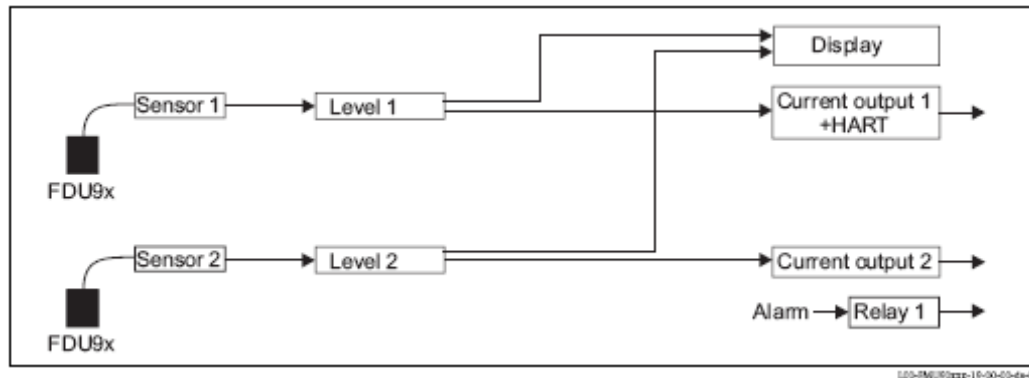 Display
Sensor 1
Level 1
Current output 1
+HART
FDU9x
Sensor 2
Level 2
Current output 2
Alarm
Relay 1
FDU9x